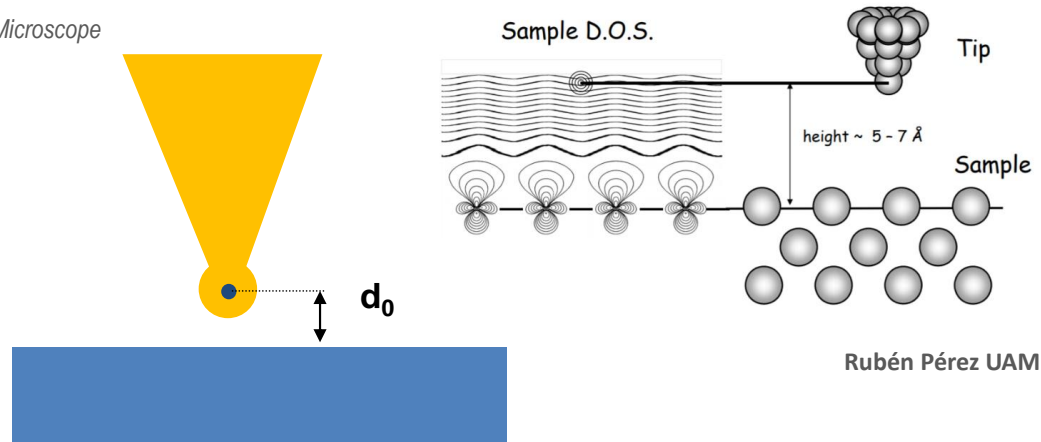 Microscope
Sample D.O.S.
Tip
height ~ 5 - 7 Å
Sample
d₀
Rubén Pérez UAM